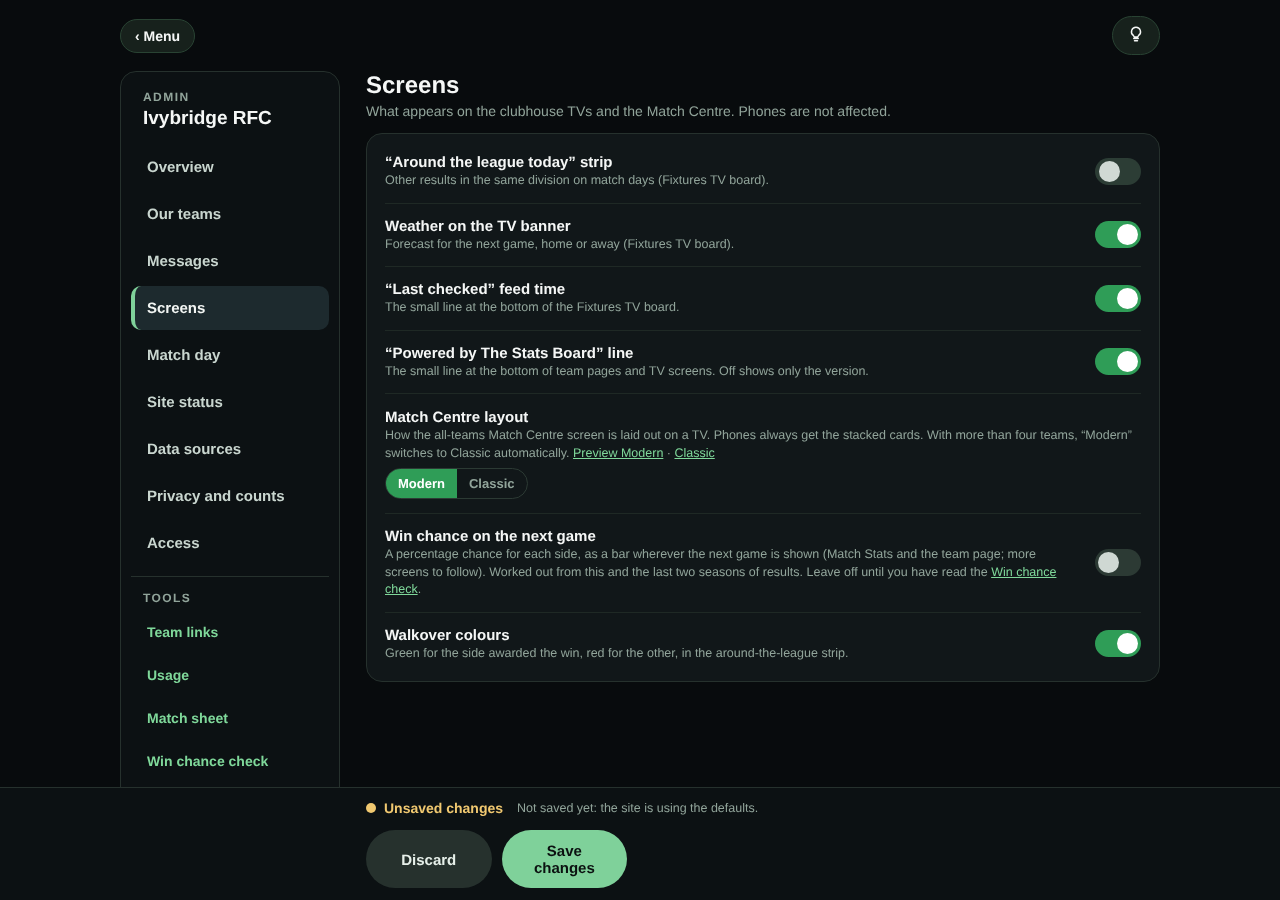 ‹ Menu
ADMIN
Ivybridge RFC
Overview
Our teams
Messages
Screens
Match day
Site status
Data sources
Privacy and counts
Access
TOOLS
Team links
Usage
Match sheet
Win chance check
Screens
What appears on the clubhouse TVs and the Match Centre. Phones are not affected.
“Around the league today” strip
Other results in the same division on match days (Fixtures TV board).
Weather on the TV banner
Forecast for the next game, home or away (Fixtures TV board).
“Last checked” feed time
The small line at the bottom of the Fixtures TV board.
“Powered by The Stats Board” line
The small line at the bottom of team pages and TV screens. Off shows only the version.
Match Centre layout
How the all-teams Match Centre screen is laid out on a TV. Phones always get the stacked cards. With more than four teams, “Modern”
switches to Classic automatically. Preview Modern · Classic
Modern Classic
Win chance on the next game
A percentage chance for each side, as a bar wherever the next game is shown (Match Stats and the team page; more
screens to follow). Worked out from this and the last two seasons of results. Leave off until you have read the Win chance
check.
Walkover colours
Green for the side awarded the win, red for the other, in the around-the-league strip.
Unsaved changes Not saved yet: the site is using the defaults.
Discard
Save
changes